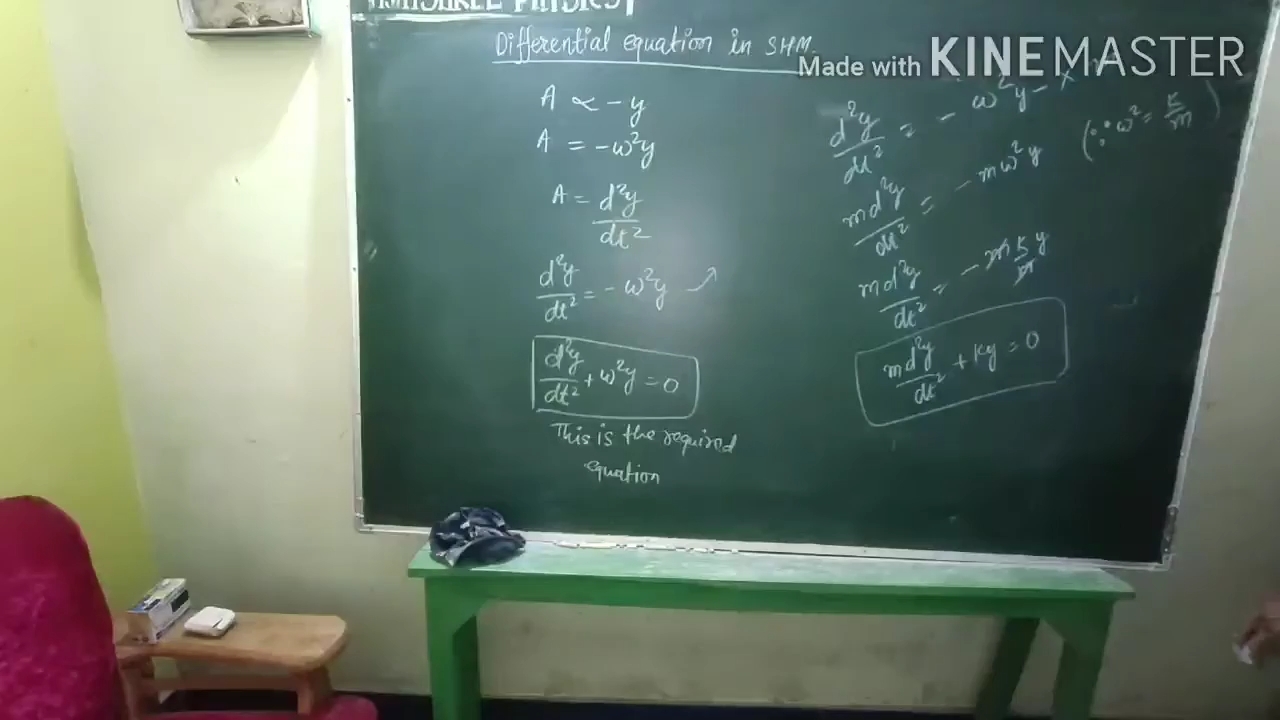 PHYSICS
Differential equation in SHM.
Made with KINEMASTER
A ∝ -y
A = -ω²y
A = d²y/dt²
d²y/dt² = -ω²y
d²y/dt² + ω²y = 0
This is the required
equation
d²y/dt² = - ω²y - x m
(∵ ω² = k/m)
md²y/dt² = - mω²y
md²y/dt² = - m k/m y
md²y/dt² + ky = 0